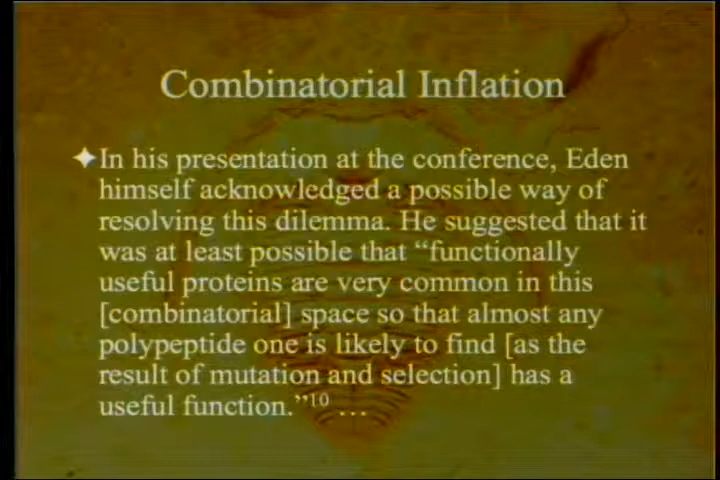 Combinatorial Inflation
✦In his presentation at the conference, Eden
himself acknowledged a possible way of
resolving this dilemma. He suggested that it
was at least possible that “functionally
useful proteins are very common in this
[combinatorial] space so that almost any
polypeptide one is likely to find [as the
result of mutation and selection] has a
useful function.”10 …